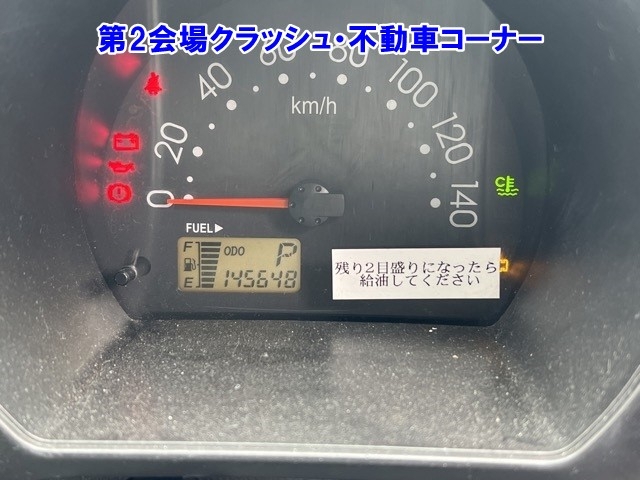 第2会場クラッシュ・不動車コーナー
0
20
40
60
80
100
120
140
km/h
FUEL▶
F
E
ODO
P
145648
残り2目盛りになったら
給油してください